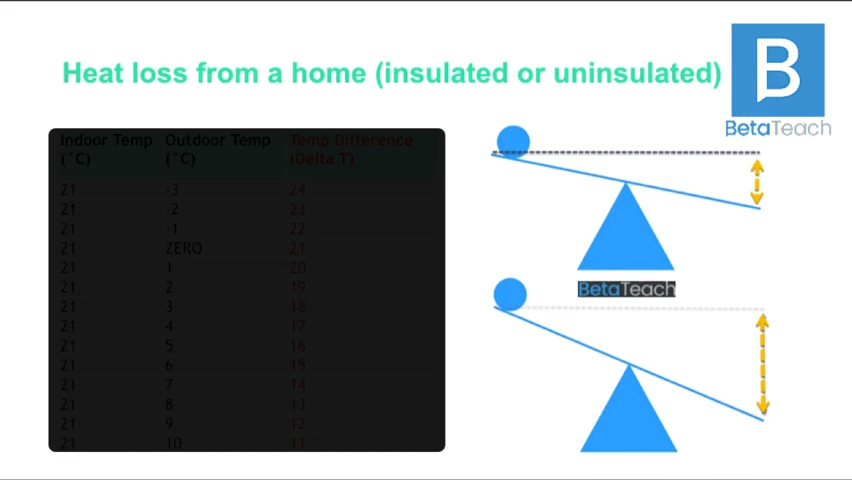 Heat loss from a home (insulated or uninsulated)
B
BetaTeach
Indoor Temp Outdoor Temp Temp Difference
(˚C) (˚C) (Delta T)
21 -3 24
21 -2 23
21 -1 22
21 ZERO 21
21 1 20
21 2 19
21 3 18
21 4 17
21 5 16
21 6 15
21 7 14
21 8 13
21 9 12
21 10 11
BetaTeach